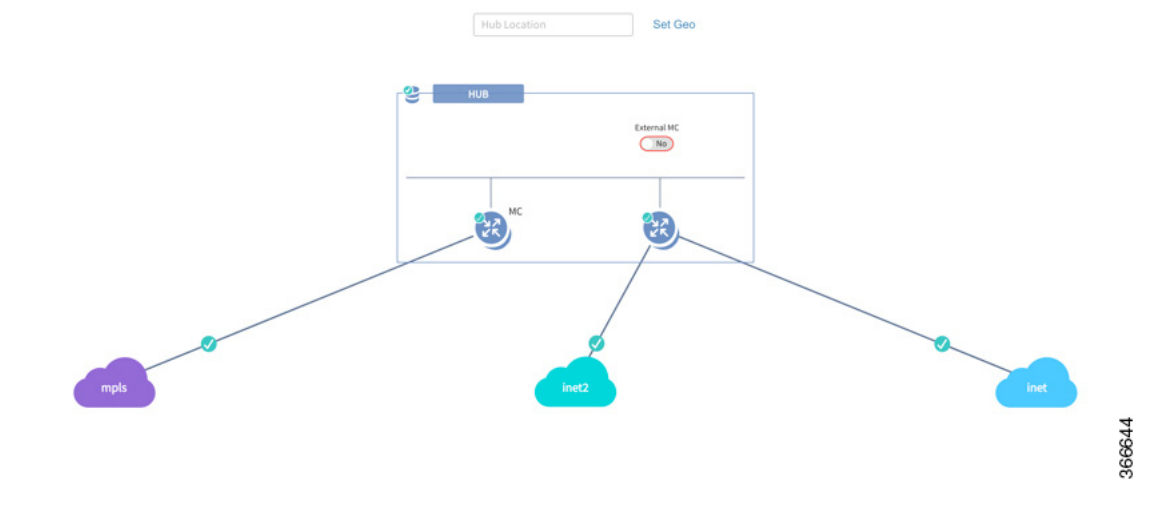 Hub Location Set Geo
HUB
External MC
No
MC
mpls
inet2
inet
366644